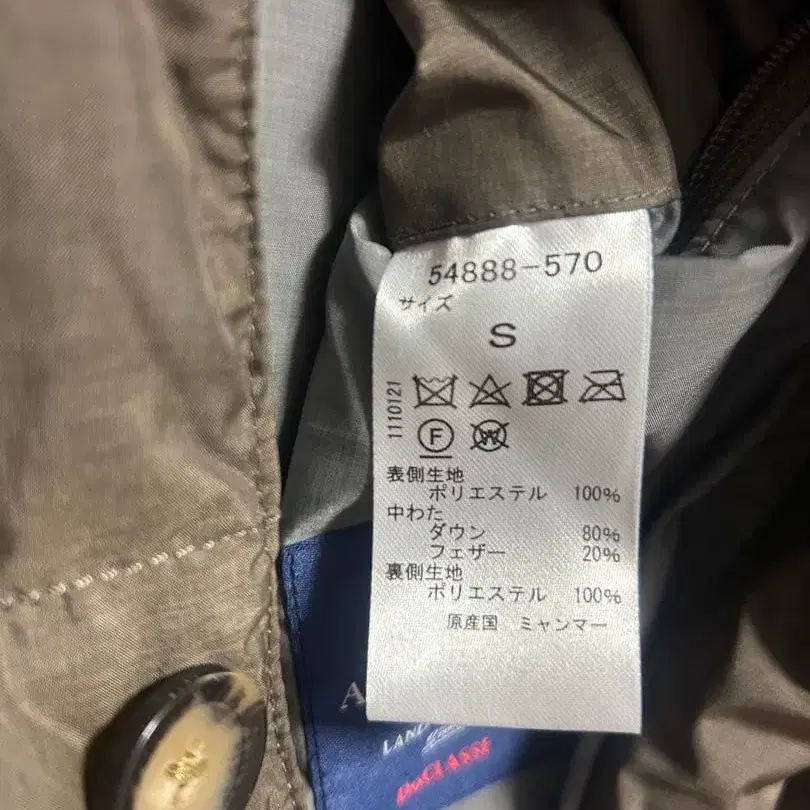 54888-570
サイズ
S
1110121
F
W
表側生地
ポリエステル 100%
中わた
ダウン 80%
フェザー 20%
裏側生地
ポリエステル 100%
原産国 ミャンマー
A
LAND
DoCLASSE